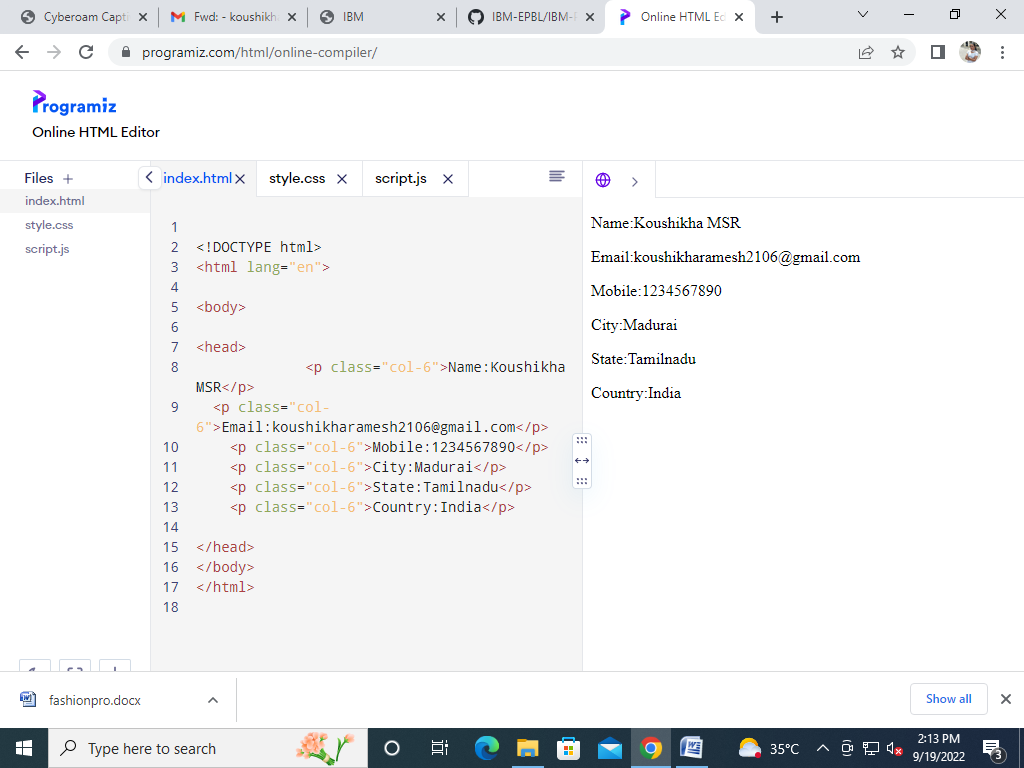 Cyberoam Capti
Fwd: - koushikh
IBM
IBM-EPBL/IBM-
Online HTML Ed
programiz.com/html/online-compiler/
Programiz
Online HTML Editor
Files +
index.html
style.css
script.js
index.html
style.css
script.js
1
2 <!DOCTYPE html>
3 <html lang="en">
4
5 <body>
6
7 <head>
8 <p class="col-6">Name:Koushikha
MSR</p>
9 <p class="col-
6">Email:koushikharamesh2106@gmail.com</p>
10 <p class="col-6">Mobile:1234567890</p>
11 <p class="col-6">City:Madurai</p>
12 <p class="col-6">State:Tamilnadu</p>
13 <p class="col-6">Country:India</p>
14
15 </head>
16 </body>
17 </html>
18
Name:Koushikha MSR
Email:koushikharamesh2106@gmail.com
Mobile:1234567890
City:Madurai
State:Tamilnadu
Country:India
fashionpro.docx
Show all
Type here to search
35°C
2:13 PM
9/19/2022
3